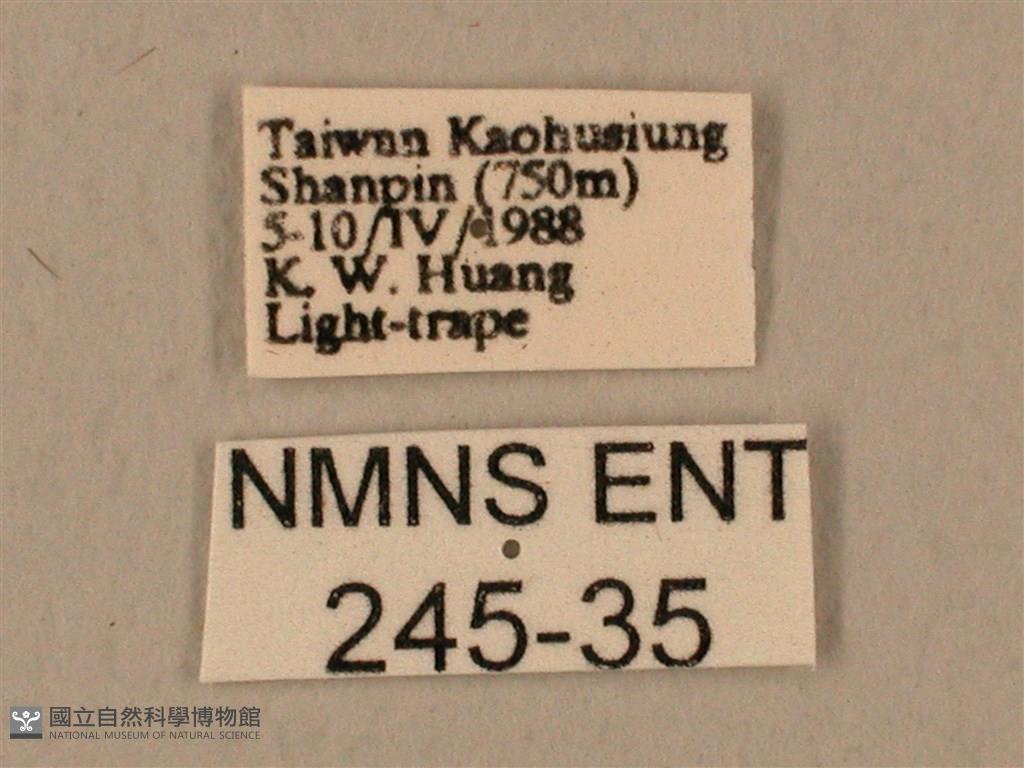 Taiwan Kaohusiung
Shanpin (750m)
5-10/IV/1988
K. W. Huang
Light-trape
NMNS ENT
245-35
國立自然科學博物館
NATIONAL MUSEUM OF NATURAL SCIENCE